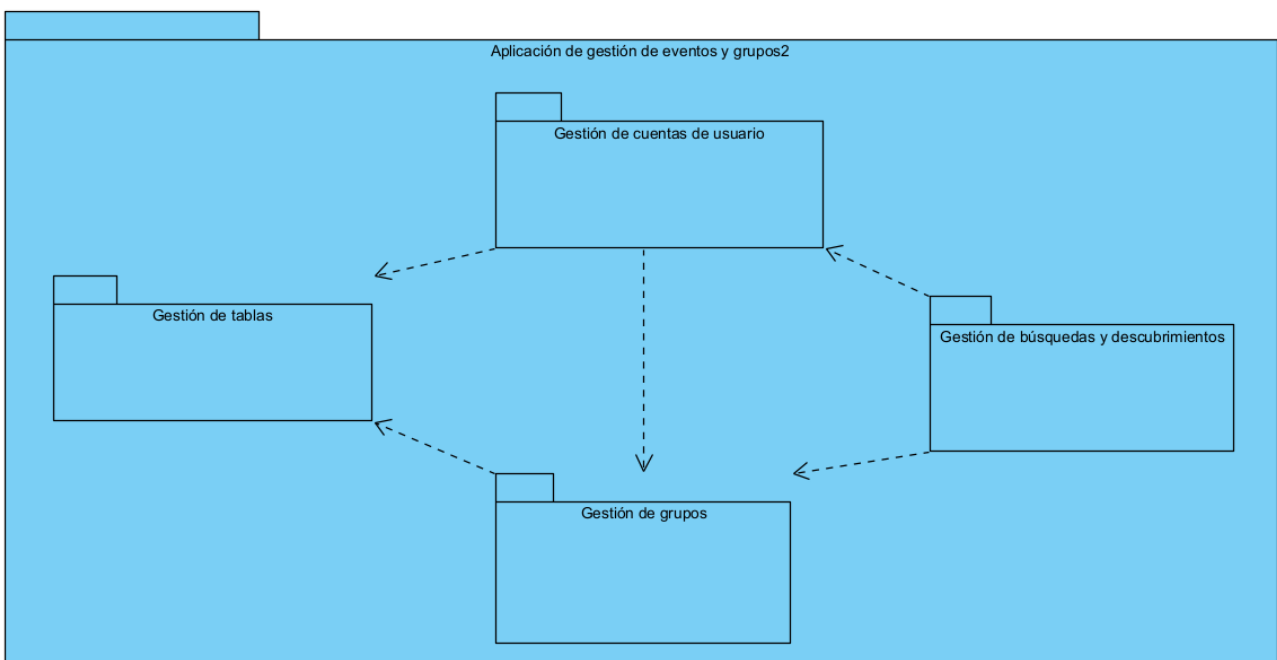 Aplicación de gestión de eventos y grupos2
Gestión de cuentas de usuario
Gestión de tablas
Gestión de búsquedas y descubrimientos
Gestión de grupos